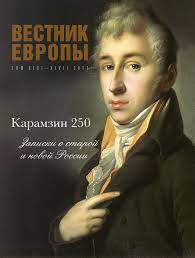 ВЕСТНИК
ЕВРОПЫ
Карамзин 250
Записки о старой
и новой России